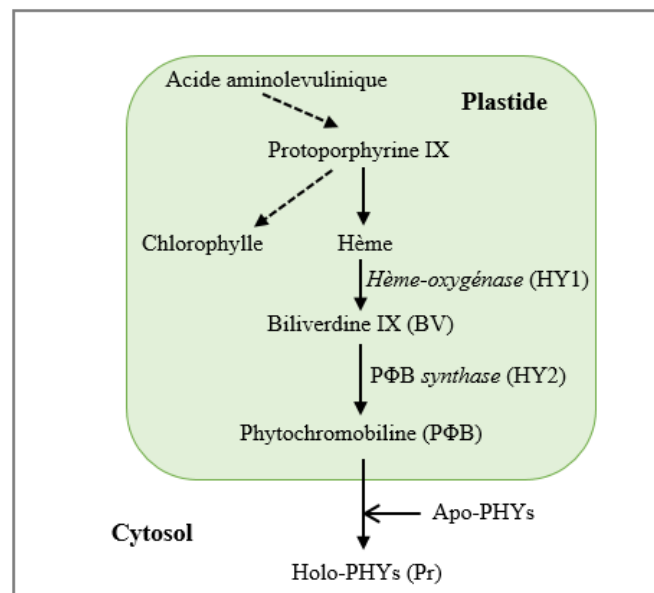 Acide aminolevulinique
Plastide
Protoporphyrine IX
Chlorophylle
Hème
Hème-oxygénase (HY1)
Biliverdine IX (BV)
PΦB synthase (HY2)
Phytochromobiline (PΦB)
Apo-PHYs
Cytosol
Holo-PHYs (Pr)